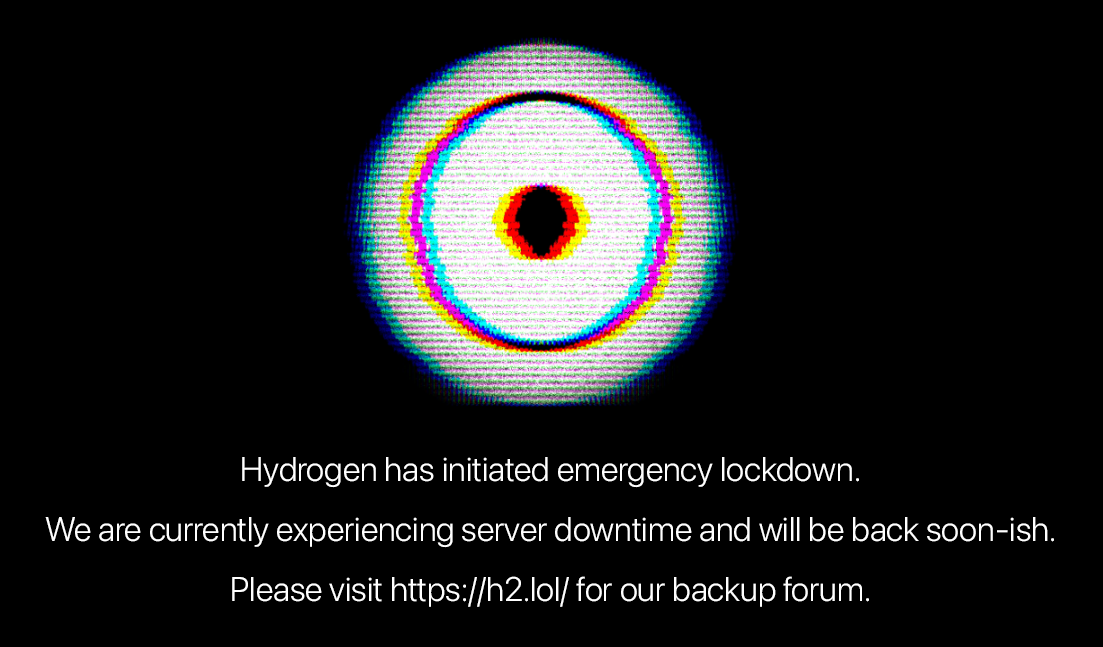 Hydrogen has initiated emergency lockdown.
We are currently experiencing server downtime and will be back soon-ish.
Please visit https://h2.lol/ for our backup forum.